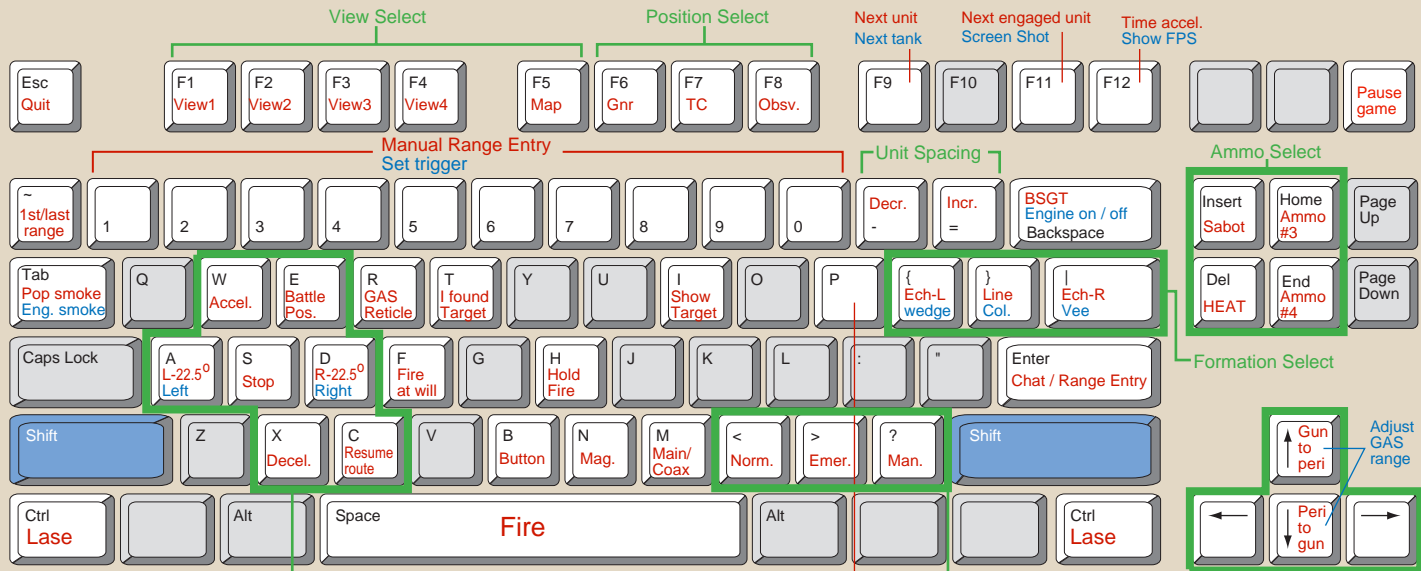 View Select
Position Select
Next unit
Next tank
Next engaged unit
Screen Shot
Time accel.
Show FPS
Esc
Quit
F1
View1
F2
View2
F3
View3
F4
View4
F5
Map
F6
Gnr
F7
TC
F8
Obsv.
F9
F10
F11
F12
Pause
game
Manual Range Entry
Set trigger
Unit Spacing
Ammo Select
~
1st/last
range
1
2
3
4
5
6
7
8
9
0
Decr.
-
Incr.
=
BSGT
Engine on / off
Backspace
Insert
Sabot
Home
Ammo
#3
Page
Up
Tab
Pop smoke
Eng. smoke
Q
W
Accel.
E
Battle
Pos.
R
GAS
Reticle
T
I found
Target
Y
U
I
Show
Target
O
P
{
Ech-L
wedge
}
Line
Col.
|
Ech-R
Vee
Del
HEAT
End
Ammo
#4
Page
Down
Caps Lock
A
L-22.5°
Left
S
Stop
D
R-22.5°
Right
F
Fire
at will
G
H
Hold
Fire
J
K
L
:
"
Enter
Chat / Range Entry
Formation Select
Shift
Z
X
Decel.
C
Resume
route
V
B
Button
N
Mag.
M
Main/
Coax
<
Norm.
>
Emer.
?
Man.
Shift
Gun
to
peri
Adjust
GAS
range
Ctrl
Lase
Alt
Space
Fire
Alt
Ctrl
Lase
Peri
to
gun